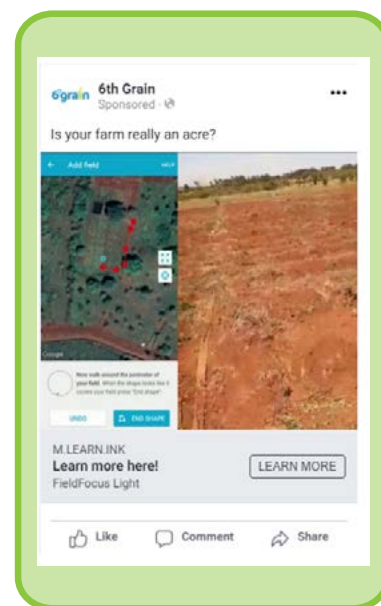 6grain
6th Grain
Sponsored ·
Is your farm really an acre?
Add field
HELP
Google
Now walk around the perimeter of
your field. When the shape looks like it
covers your field press "End shape".
UNDO
END SHAPE
M.LEARN.INK
Learn more here!
FieldFocus Light
LEARN MORE
Like
Comment
Share